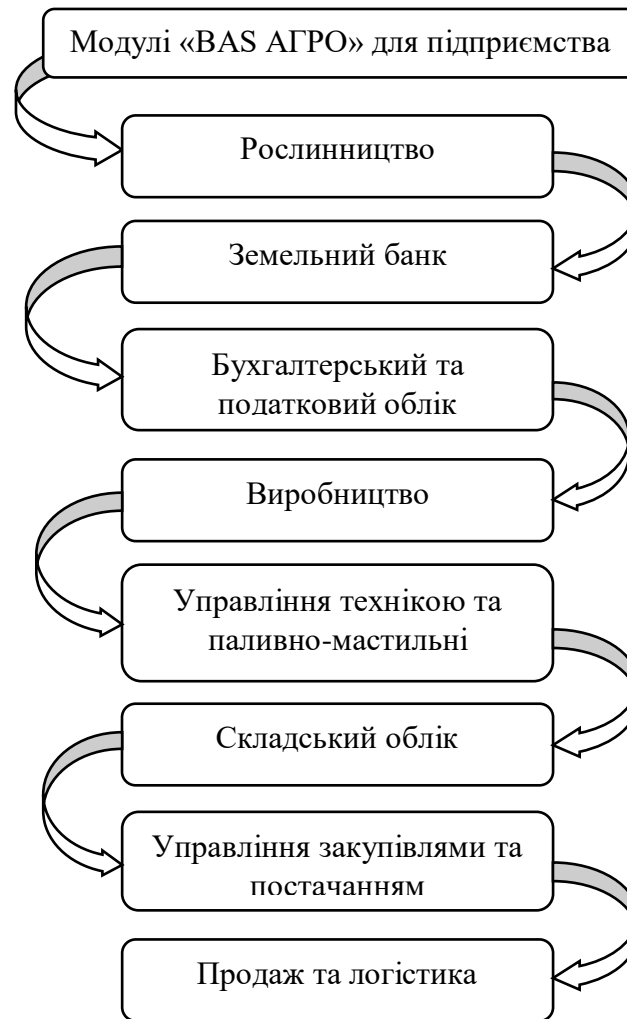 Модулі «BAS АГРО» для підприємства
Рослинництво
Земельний банк
Бухгалтерський та
податковий облік
Виробництво
Управління технікою та
паливно-мастильні
Складський облік
Управління закупівлями та
постачанням
Продаж та логістика